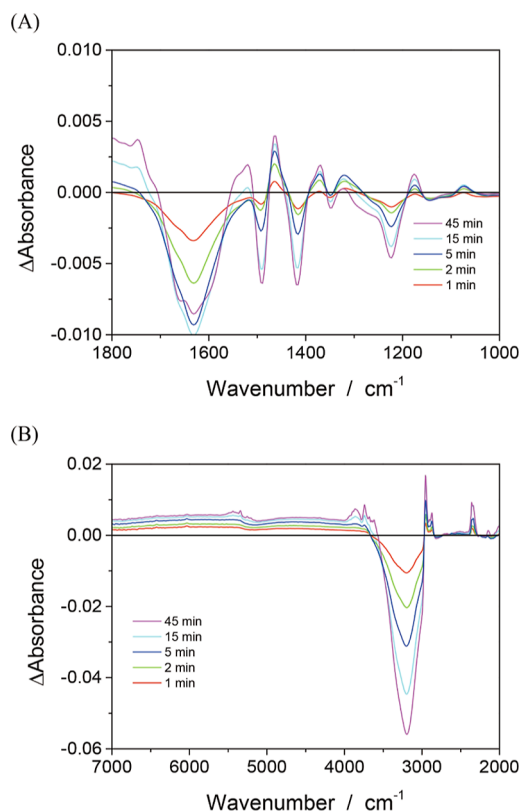 (A)
0.010
0.005
0.000
-0.005
-0.010
ΔAbsorbance
45 min
15 min
5 min
2 min
1 min
1800 1600 1400 1200 1000
Wavenumber / cm⁻¹
(B)
0.02
0.00
-0.02
-0.04
-0.06
ΔAbsorbance
45 min
15 min
5 min
2 min
1 min
7000 6000 5000 4000 3000 2000
Wavenumber / cm⁻¹